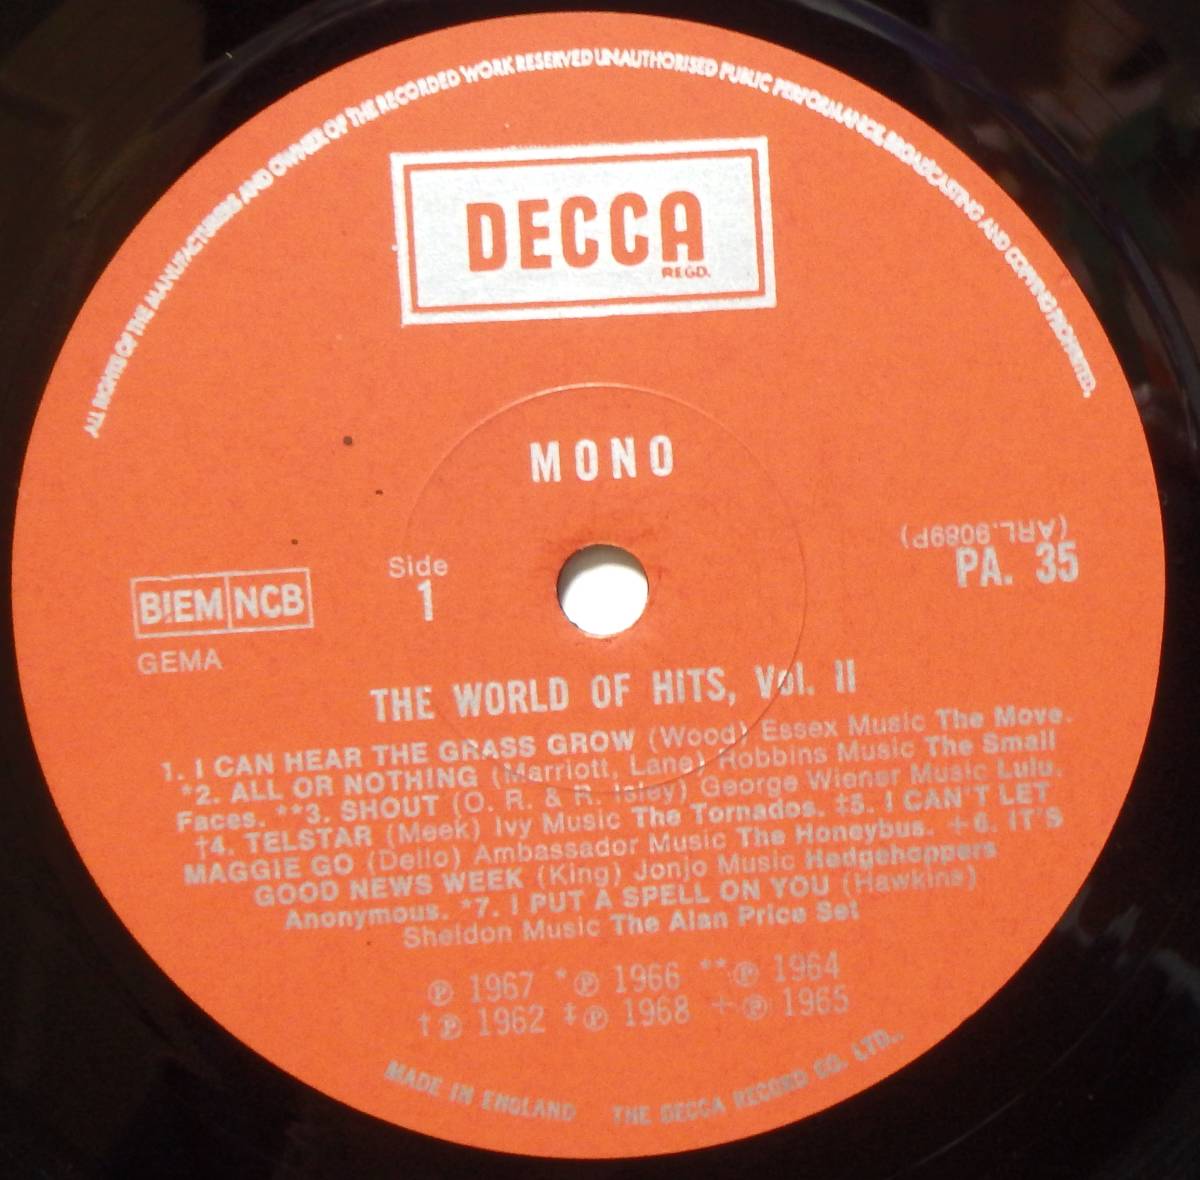 ALL RIGHTS OF THE MANUFACTURERS AND OWNER OF THE RECORDED WORK RESERVED UNAUTHORISED PUBLIC PERFORMANCE, BROADCASTING AND COPYING PROHIBITED.
DECCA
REGD.
MONO
(ARL.9089P)
PA. 35
Side
1
BIEM NCB
GEMA
THE WORLD OF HITS, Vol. II
1. I CAN HEAR THE GRASS GROW (Wood) Essex Music The Move.
*2. ALL OR NOTHING (Marriott, Lane) Robbins Music The Small
Faces. **3. SHOUT (O. R. & R. Isley) George Wiener Music Lulu.
†4. TELSTAR (Meek) Ivy Music The Tornados. ‡5. I CAN'T LET
MAGGIE GO (Dello) Ambassador Music The Honeybus. +6. IT'S
GOOD NEWS WEEK (King) Jonjo Music Hedgehoppers
Anonymous. *7. I PUT A SPELL ON YOU (Hawkins)
Sheldon Music The Alan Price Set
℗ 1967 *℗ 1966 **℗ 1964
†℗ 1962 ‡℗ 1968 +℗ 1965
MADE IN ENGLAND THE DECCA RECORD CO. LTD.,